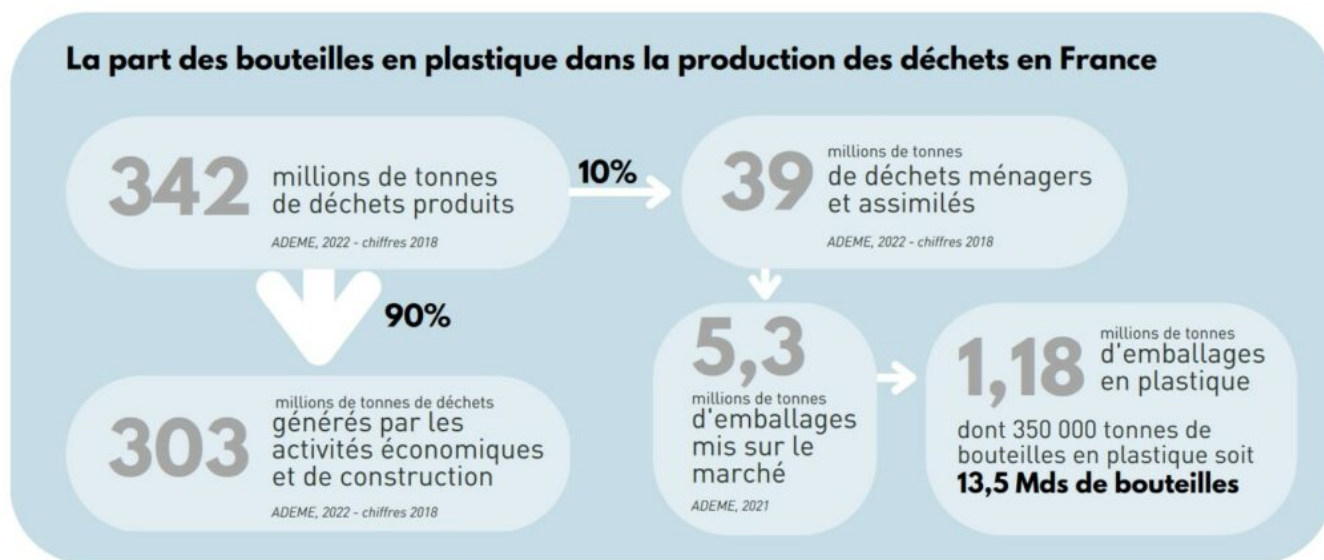 La part des bouteilles en plastique dans la production des déchets en France
342
millions de tonnes
de déchets produits
ADEME, 2022 - chiffres 2018
10%
39
millions de tonnes
de déchets ménagers
et assimilés
ADEME, 2022 - chiffres 2018
90%
303
millions de tonnes de déchets
générés par les
activités économiques
et de construction
ADEME, 2022 - chiffres 2018
5,3
millions de tonnes
d'emballages
mis sur le
marché
ADEME, 2021
1,18
millions de tonnes
d'emballages
en plastique
dont 350 000 tonnes de
bouteilles en plastique soit
13,5 Mds de bouteilles